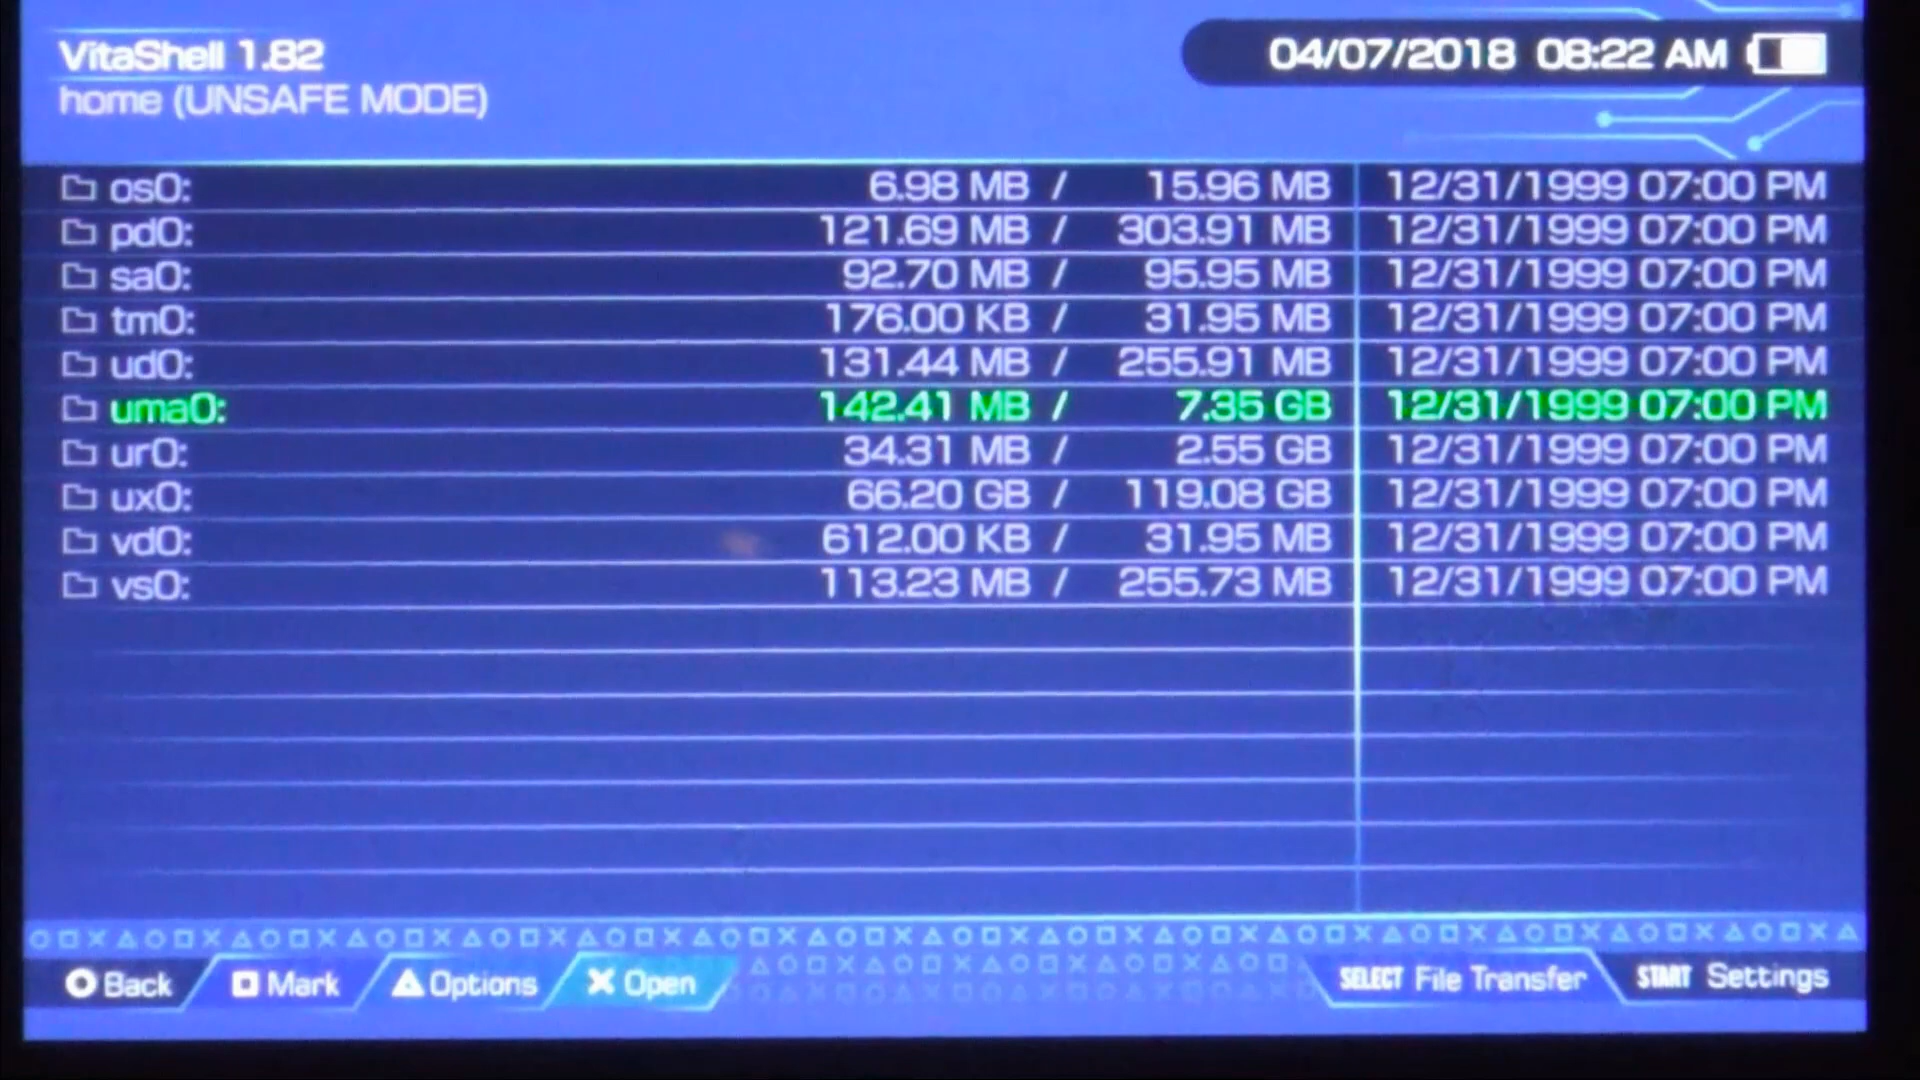 VitaShell 1.82
04/07/2018 08:22 AM
home (UNSAFE MODE)
os0: 6.98 MB / 15.96 MB 12/31/1999 07:00 PM
pd0: 121.69 MB / 303.91 MB 12/31/1999 07:00 PM
sa0: 92.70 MB / 95.95 MB 12/31/1999 07:00 PM
tm0: 176.00 KB / 31.95 MB 12/31/1999 07:00 PM
ud0: 131.44 MB / 255.91 MB 12/31/1999 07:00 PM
uma0: 142.41 MB / 7.35 GB 12/31/1999 07:00 PM
ur0: 34.31 MB / 2.55 GB 12/31/1999 07:00 PM
ux0: 66.20 GB / 119.08 GB 12/31/1999 07:00 PM
vd0: 612.00 KB / 31.95 MB 12/31/1999 07:00 PM
vs0: 113.23 MB / 255.73 MB 12/31/1999 07:00 PM
Back Mark Options Open SELECT File Transfer START Settings